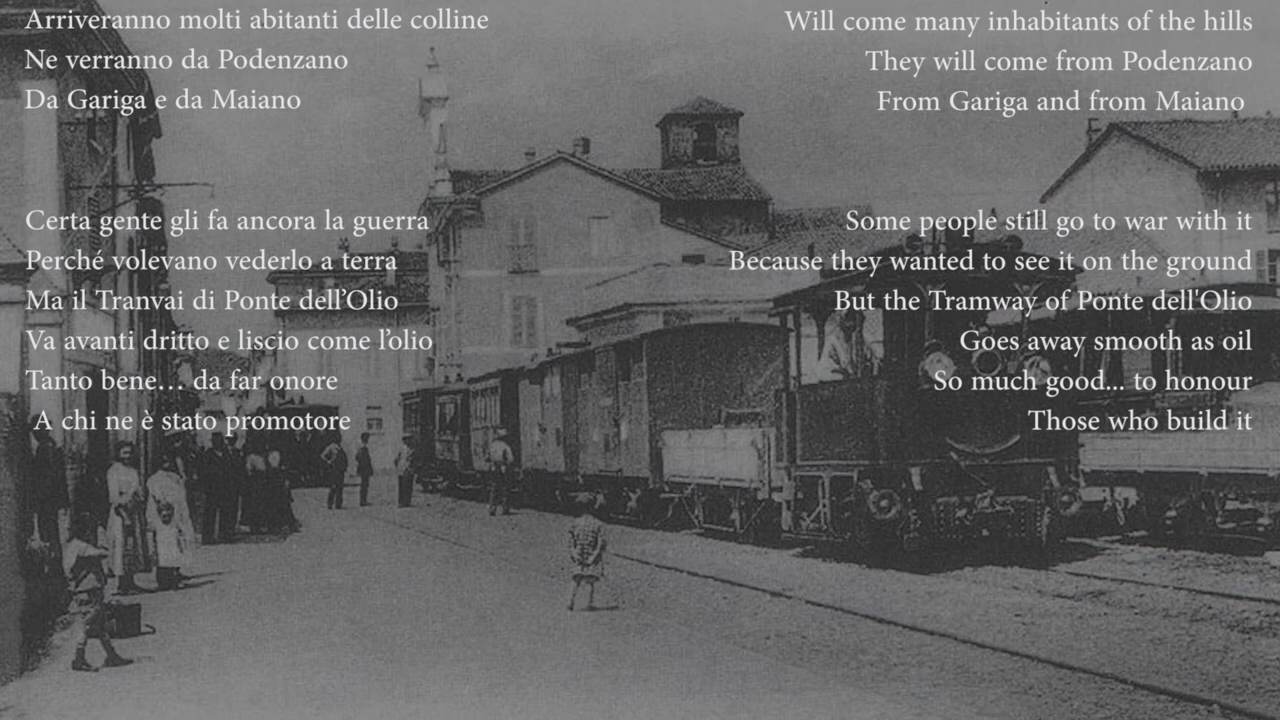 Arriveranno molti abitanti delle colline
Ne verranno da Podenzano
Da Gariga e da Maiano
Certa gente gli fa ancora la guerra
Perché volevano vederlo a terra
Ma il Tranvai di Ponte dell’Olio
Va avanti dritto e liscio come l’olio
Tanto bene… da far onore
A chi ne è stato promotore
Will come many inhabitants of the hills
They will come from Podenzano
From Gariga and from Maiano
Some people still go to war with it
Because they wanted to see it on the ground
But the Tramway of Ponte dell'Olio
Goes away smooth as oil
So much good... to honour
Those who build it